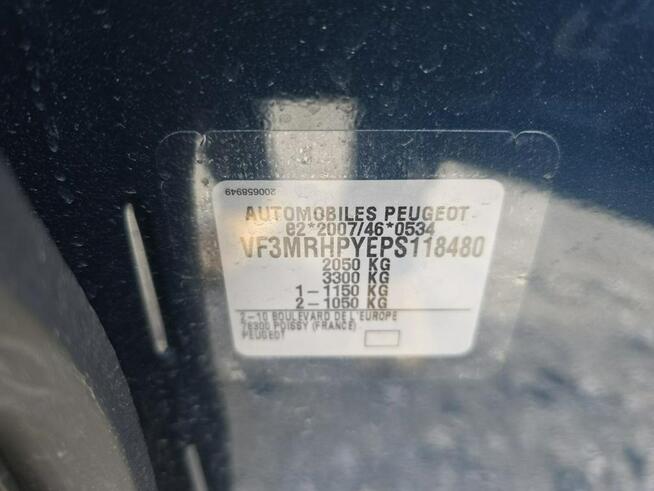 200658949
AUTOMOBILES PEUGEOT
e2*2007/46*0534
VF3MRHPYEPS118480
2050 KG
3300 KG
1-1150 KG
2-1050 KG
2-10 BOULEVARD DE L'EUROPE
78300 POISSY (FRANCE)
PEUGEOT